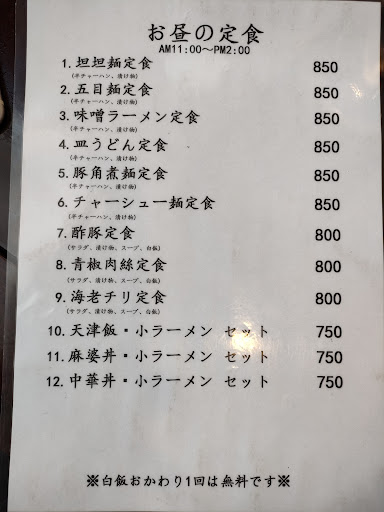 お昼の定食
AM11:00〜PM2:00
1. 坦坦麺定食 850
(半チャーハン、漬け物)
2. 五目麺定食 850
(半チャーハン、漬け物)
3. 味噌ラーメン定食 850
(半チャーハン、漬け物)
4. 皿うどん定食 850
(半チャーハン、漬け物)
5. 豚角煮麺定食 850
(半チャーハン、漬け物)
6. チャーシュー麺定食 850
(半チャーハン、漬け物)
7. 酢豚定食 800
(サラダ、漬け物、スープ、白飯)
8. 青椒肉絲定食 800
(サラダ、漬け物、スープ、白飯)
9. 海老チリ定食 800
(サラダ、漬け物、スープ、白飯)
10. 天津飯・小ラーメン セット 750
11. 麻婆丼・小ラーメン セット 750
12. 中華丼・小ラーメン セット 750
※白飯おかわり1回は無料です※